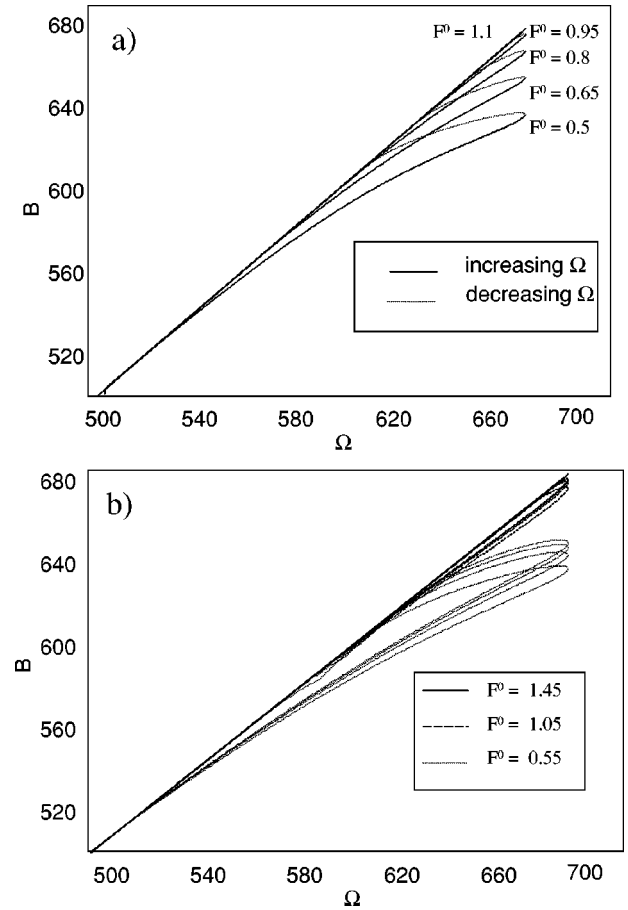 a)
F⁰ = 1.1
F⁰ = 0.95
F⁰ = 0.8
F⁰ = 0.65
F⁰ = 0.5
680
640
600
560
520
B
increasing Ω
decreasing Ω
500 540 580 620 660 700
Ω
b)
680
640
600
560
520
B
F⁰ = 1.45
F⁰ = 1.05
F⁰ = 0.55
500 540 580 600 620 660 700
Ω